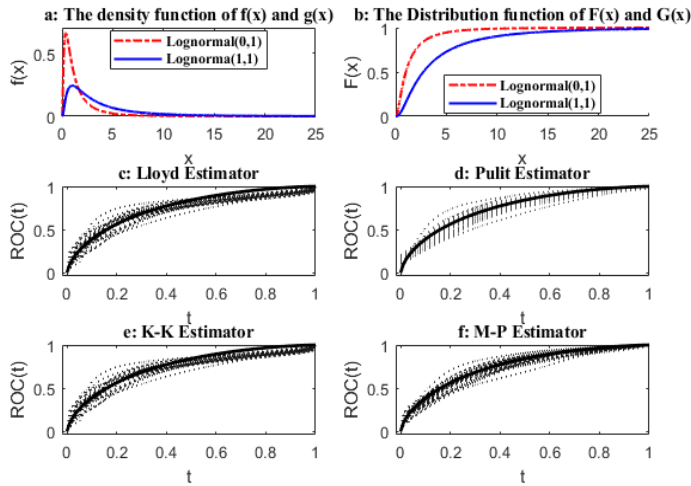 a: The density function of f(x) and g(x)
f(x)
0.5
0
Lognormal(0,1)
Lognorma(1,1)
0 5 10 15 20 25
x
b: The Distribution function of F(x) and G(x)
F(x)
1
0.5
0
Lognormal(0,1)
Lognormal(1,1)
0 5 10 15 20 25
x
c: Lloyd Estimator
ROC(t)
1
0.5
0
0 0.2 0.4 0.6 0.8 1
t
d: Pulit Estimator
ROC(t)
1
0.5
0
0 0.2 0.4 0.6 0.8 1
t
e: K-K Estimator
ROC(t)
1
0.5
0
0 0.2 0.4 0.6 0.8 1
t
f: M-P Estimator
ROC(t)
1
0.5
0
0 0.2 0.4 0.6 0.8 1
t